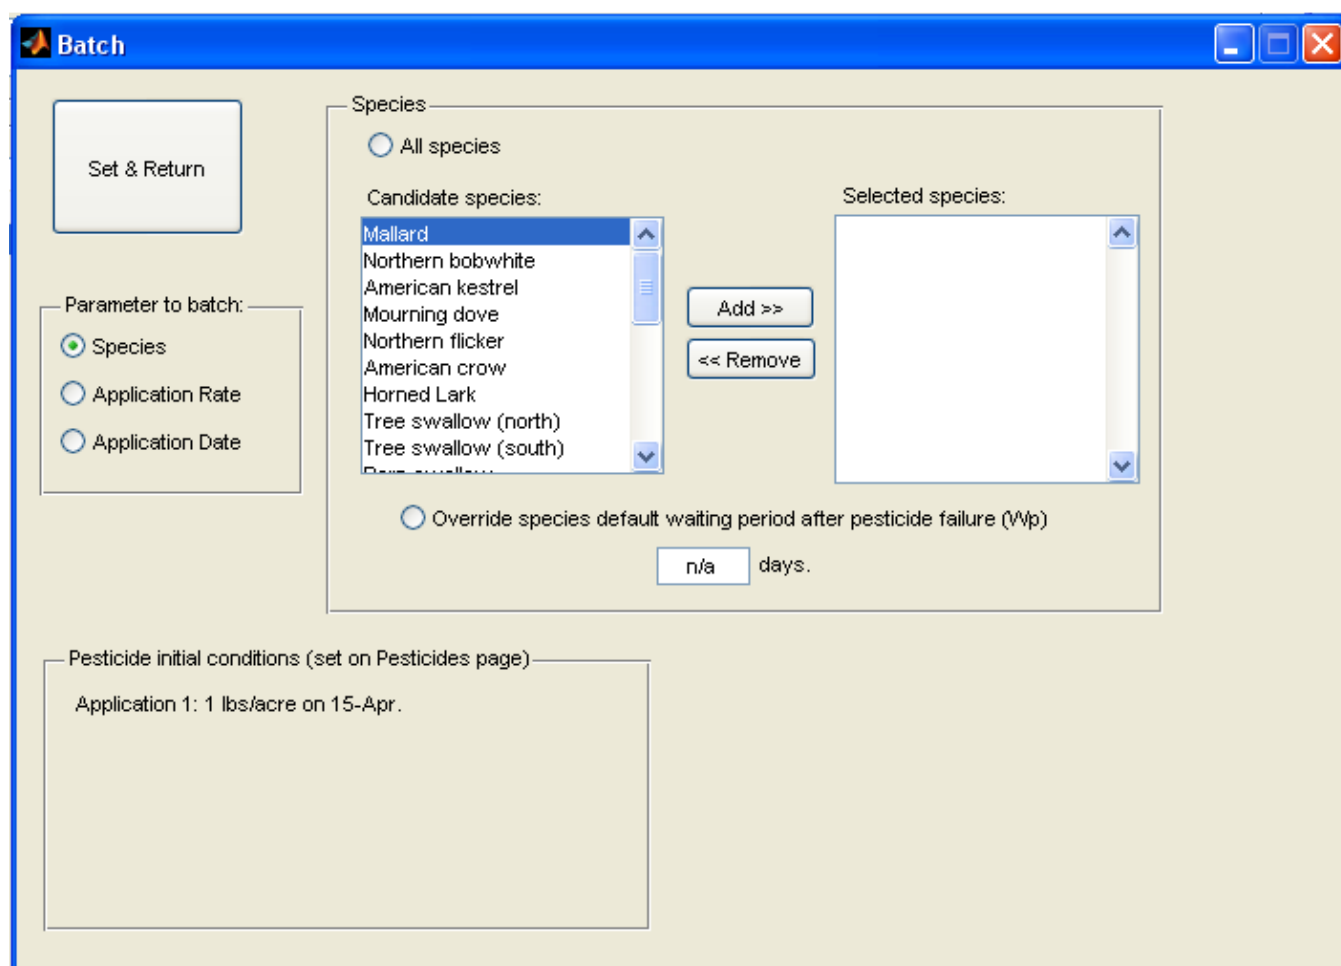 Batch
Set & Return
Species
All species
Candidate species:
Selected species:
Mallard
Northern bobwhite
American kestrel
Mourning dove
Northern flicker
American crow
Horned Lark
Tree swallow (north)
Tree swallow (south)
Add >>
<< Remove
Override species default waiting period after pesticide failure (Wp)
n/a days.
Parameter to batch:
Species
Application Rate
Application Date
Pesticide initial conditions (set on Pesticides page)
Application 1: 1 lbs/acre on 15-Apr.